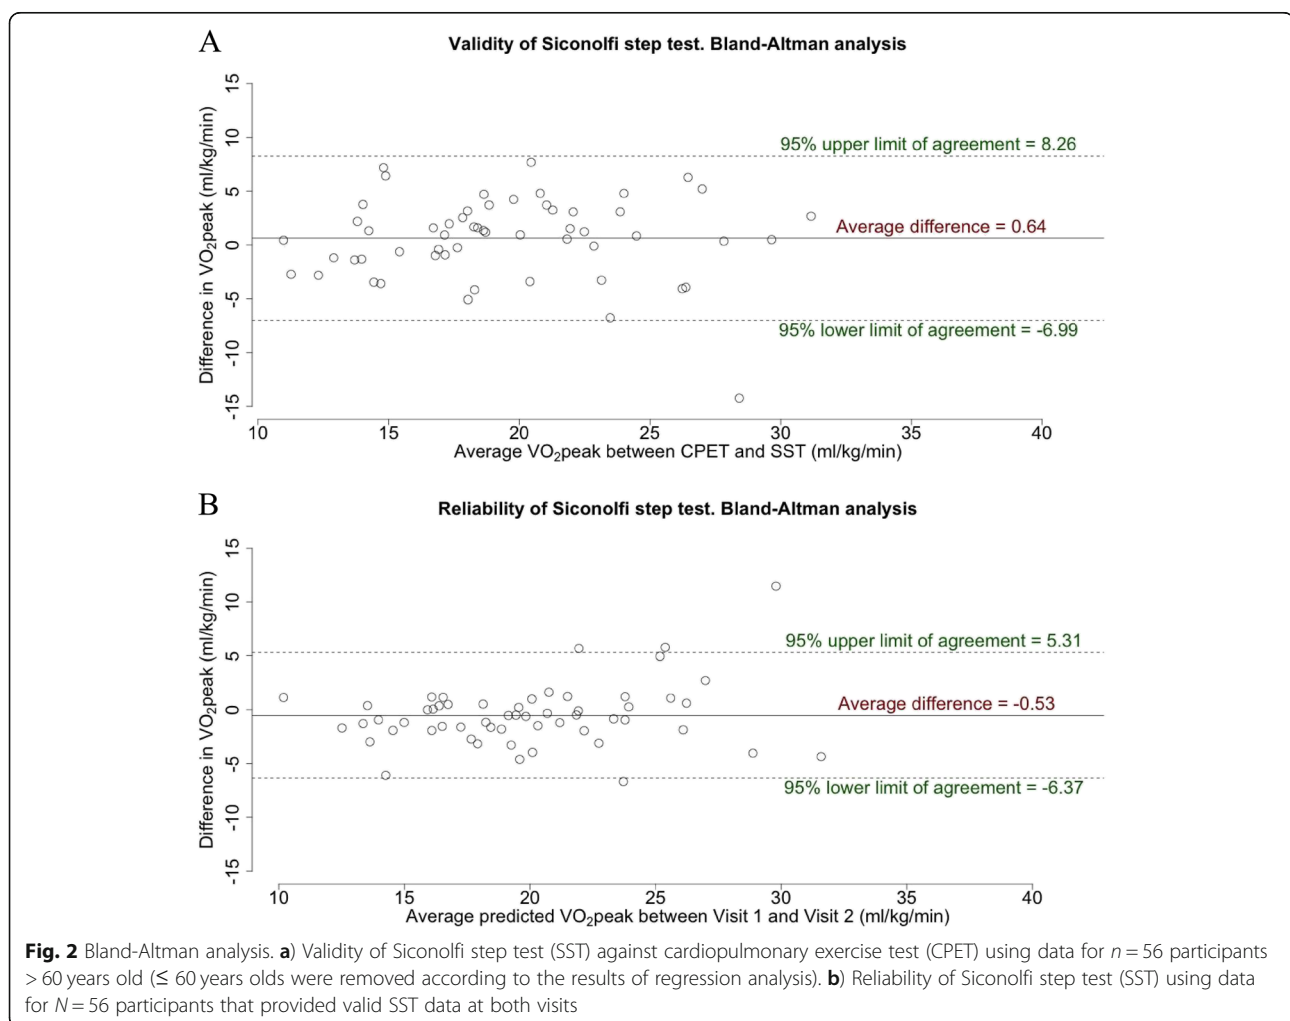 A
Validity of Siconolfi step test. Bland-Altman analysis
Difference in VO₂peak (ml/kg/min)
15
10
5
0
-5
-10
-15
95% upper limit of agreement = 8.26
Average difference = 0.64
95% lower limit of agreement = -6.99
10 15 20 25 30 35 40
Average VO₂peak between CPET and SST (ml/kg/min)
B
Reliability of Siconolfi step test. Bland-Altman analysis
Difference in VO₂peak (ml/kg/min)
15
10
5
0
-5
-10
-15
95% upper limit of agreement = 5.31
Average difference = -0.53
95% lower limit of agreement = -6.37
10 15 20 25 30 35 40
Average predicted VO₂peak between Visit 1 and Visit 2 (ml/kg/min)
Fig. 2 Bland-Altman analysis. a) Validity of Siconolfi step test (SST) against cardiopulmonary exercise test (CPET) using data for n = 56 participants
> 60 years old (≤ 60 years olds were removed according to the results of regression analysis). b) Reliability of Siconolfi step test (SST) using data
for N = 56 participants that provided valid SST data at both visits